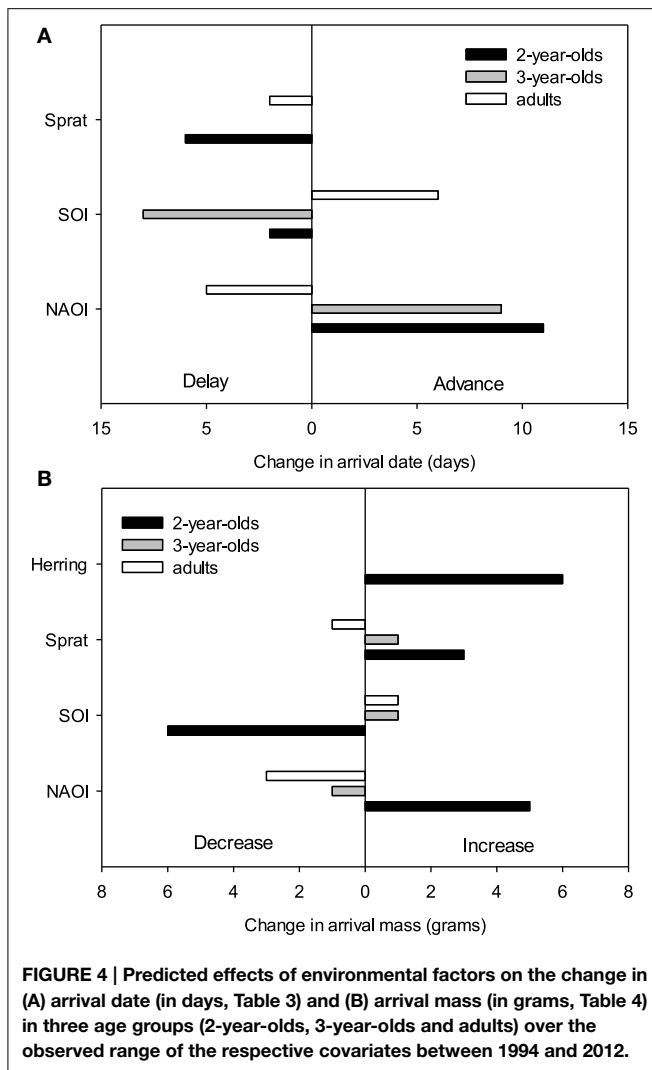 A
2-year-olds
3-year-olds
adults
Sprat
SOI
NAOI
Delay
Advance
15 5 0 5 10 15
Change in arrival date (days)
B
2-year-olds
3-year-olds
adults
Herring
Sprat
SOI
NAOI
Decrease
Increase
8 6 4 2 0 2 4 6 8
Change in arrival mass (grams)
FIGURE 4 | Predicted effects of environmental factors on the change in
(A) arrival date (in days, Table 3) and (B) arrival mass (in grams, Table 4)
in three age groups (2-year-olds, 3-year-olds and adults) over the
observed range of the respective covariates between 1994 and 2012.